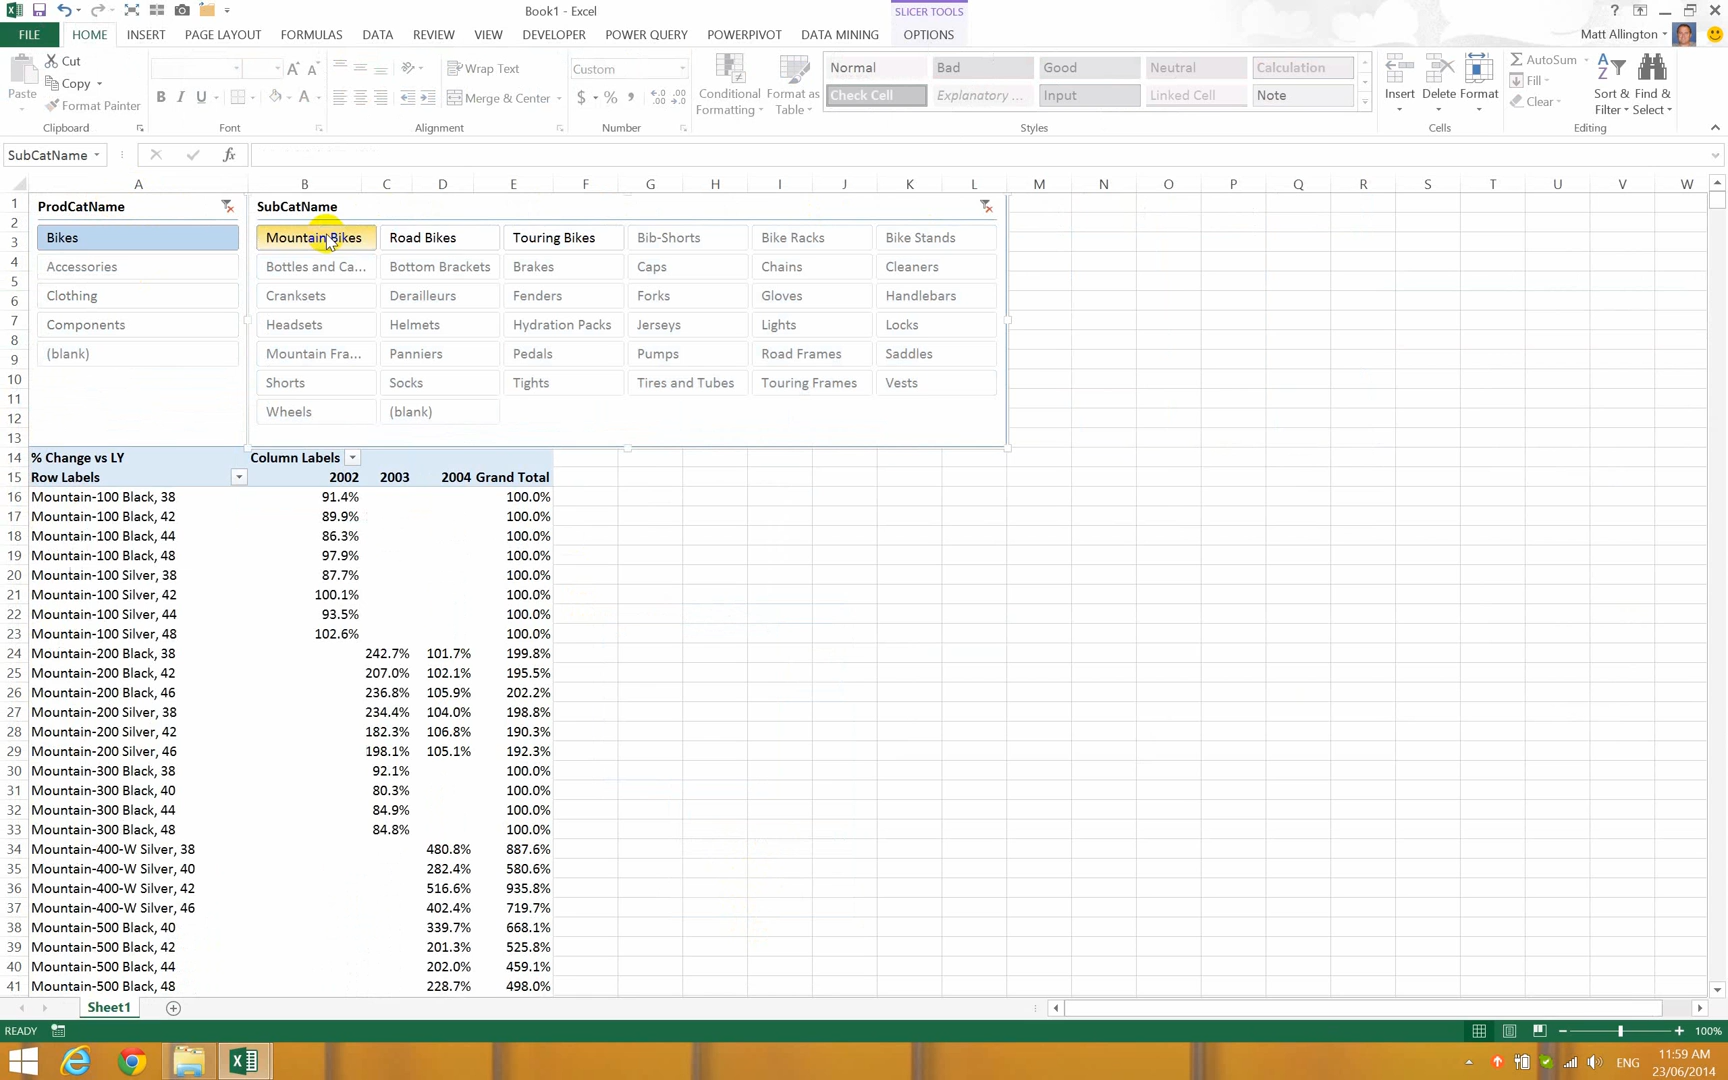 Book1 - Excel
SLICER TOOLS
FILE HOME INSERT PAGE LAYOUT FORMULAS DATA REVIEW VIEW DEVELOPER POWER QUERY POWERPIVOT DATA MINING OPTIONS Matt Allington
Paste Cut Copy Format Painter
Clipboard
B I U A A A
Font
Wrap Text
Merge & Center
Alignment
Custom
$ % ,
Number
Conditional Formatting Format as Table
Normal Bad Good Neutral Calculation
Check Cell Explanatory ... Input Linked Cell Note
Styles
Insert Delete Format
Cells
AutoSum Fill Clear Sort & Filter Find & Select
Editing
SubCatName fx
A B C D E F G H I J K L M N O P Q R S T U V W
1 ProdCatName SubCatName
2
3 Bikes Mountain Bikes Road Bikes Touring Bikes Bib-Shorts Bike Racks Bike Stands
4 Accessories Bottles and Ca... Bottom Brackets Brakes Caps Chains Cleaners
5
6 Clothing Cranksets Derailleurs Fenders Forks Gloves Handlebars
7 Components Headsets Helmets Hydration Packs Jerseys Lights Locks
8
9 (blank) Mountain Fra... Panniers Pedals Pumps Road Frames Saddles
10 Shorts Socks Tights Tires and Tubes Touring Frames Vests
11
12 Wheels (blank)
13
14 % Change vs LY Column Labels
15 Row Labels 2002 2003 2004 Grand Total
16 Mountain-100 Black, 38 91.4% 100.0%
17 Mountain-100 Black, 42 89.9% 100.0%
18 Mountain-100 Black, 44 86.3% 100.0%
19 Mountain-100 Black, 48 97.9% 100.0%
20 Mountain-100 Silver, 38 87.7% 100.0%
21 Mountain-100 Silver, 42 100.1% 100.0%
22 Mountain-100 Silver, 44 93.5% 100.0%
23 Mountain-100 Silver, 48 102.6% 100.0%
24 Mountain-200 Black, 38 242.7% 101.7% 199.8%
25 Mountain-200 Black, 42 207.0% 102.1% 195.5%
26 Mountain-200 Black, 46 236.8% 105.9% 202.2%
27 Mountain-200 Silver, 38 234.4% 104.0% 198.8%
28 Mountain-200 Silver, 42 182.3% 106.8% 190.3%
29 Mountain-200 Silver, 46 198.1% 105.1% 192.3%
30 Mountain-300 Black, 38 92.1% 100.0%
31 Mountain-300 Black, 40 80.3% 100.0%
32 Mountain-300 Black, 44 84.9% 100.0%
33 Mountain-300 Black, 48 84.8% 100.0%
34 Mountain-400-W Silver, 38 480.8% 887.6%
35 Mountain-400-W Silver, 40 282.4% 580.6%
36 Mountain-400-W Silver, 42 516.6% 935.8%
37 Mountain-400-W Silver, 46 402.4% 719.7%
38 Mountain-500 Black, 40 339.7% 668.1%
39 Mountain-500 Black, 42 201.3% 525.8%
40 Mountain-500 Black, 44 202.0% 459.1%
41 Mountain-500 Black, 48 228.7% 498.0%
Sheet1
READY 100%
ENG 11:59 AM
23/06/2014